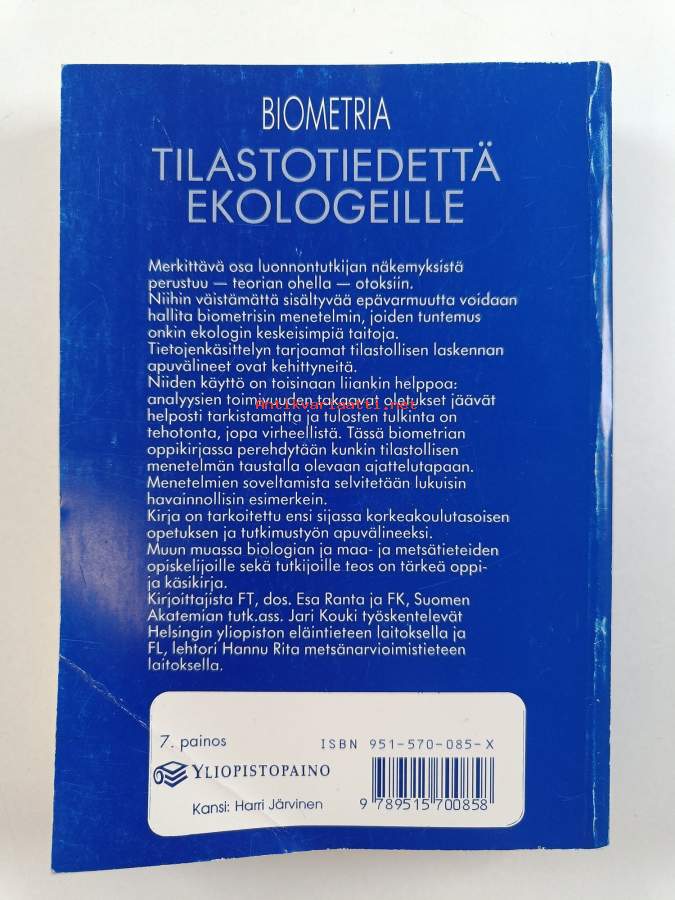 BIOMETRIA
TILASTOTIEDETTÄ
EKOLOGEILLE
Merkittävä osa luonnontutkijan näkemyksistä
perustuu — teorian ohella — otoksiin.
Niihin väistämättä sisältyvää epävarmuutta voidaan
hallita biometrisin menetelmin, joiden tuntemus
onkin ekologin keskeisimpiä taitoja.
Tietojenkäsittelyn tarjoamat tilastollisen laskennan
apuvälineet ovat kehittyneitä.
Niiden käyttö on toisinaan liiankin helppoa:
analyysien toimivuuden takaavat oletukset jäävät
Antikvariaatti.net
helposti tarkistamatta ja tulosten tulkinta on
tehotonta, jopa virheellistä. Tässä biometrian
oppikirjassa perehdytään kunkin tilastollisen
menetelmän taustalla olevaan ajattelutapaan.
Menetelmien soveltamista selvitetään lukuisin
havainnollisin esimerkein.
Kirja on tarkoitettu ensi sijassa korkeakoulutasoisen
opetuksen ja tutkimustyön apuvälineeksi.
Muun muassa biologian ja maa- ja metsätieteiden
opiskelijoille sekä tutkijoille teos on tärkeä oppi-
ja käsikirja.
Kirjoittajista FT, dos. Esa Ranta ja FK, Suomen
Akatemian tutk.ass. Jari Kouki työskentelevät
Helsingin yliopiston eläintieteen laitoksella ja
FL, lehtori Hannu Rita metsänarvioimistieteen
laitoksella.
7. painos
ISBN 951-570-085-X
YLIOPISTOPAINO
Kansi: Harri Järvinen
9 789515 700858